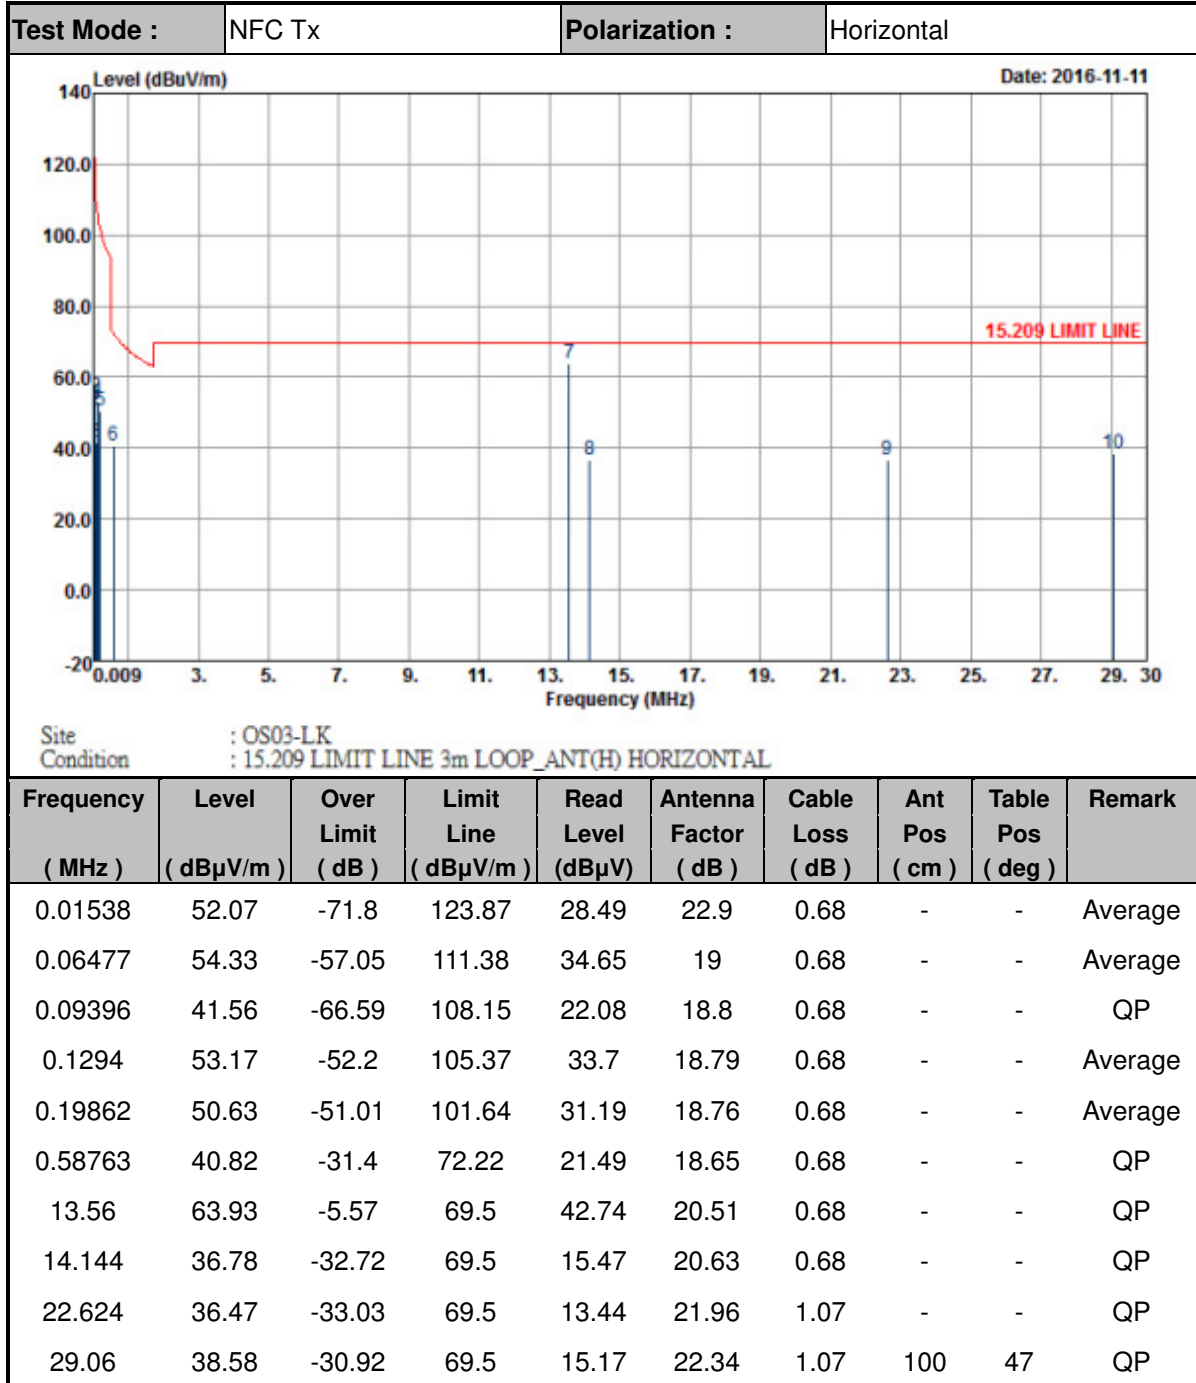 Test Mode : NFC Tx Polarization : Horizontal
Level (dBuV/m) Date: 2016-11-11
140
120.0
100.0
80.0
15.209 LIMIT LINE
7
60.0
5
6
40.0
8
9
10
20.0
0.0
-20
0.009 3. 5. 7. 9. 11. 13. 15. 17. 19. 21. 23. 25. 27. 29. 30
Frequency (MHz)
Site : OS03-LK
Condition : 15.209 LIMIT LINE 3m LOOP_ANT(H) HORIZONTAL
Frequency Level Over Limit Read Antenna Cable Ant Table Remark
Limit Line Level Factor Loss Pos Pos
( MHz ) ( dBµV/m ) ( dB ) ( dBµV/m ) (dBµV) ( dB ) ( dB ) ( cm ) ( deg )
0.01538 52.07 -71.8 123.87 28.49 22.9 0.68 - - Average
0.06477 54.33 -57.05 111.38 34.65 19 0.68 - - Average
0.09396 41.56 -66.59 108.15 22.08 18.8 0.68 - - QP
0.1294 53.17 -52.2 105.37 33.7 18.79 0.68 - - Average
0.19862 50.63 -51.01 101.64 31.19 18.76 0.68 - - Average
0.58763 40.82 -31.4 72.22 21.49 18.65 0.68 - - QP
13.56 63.93 -5.57 69.5 42.74 20.51 0.68 - - QP
14.144 36.78 -32.72 69.5 15.47 20.63 0.68 - - QP
22.624 36.47 -33.03 69.5 13.44 21.96 1.07 - - QP
29.06 38.58 -30.92 69.5 15.17 22.34 1.07 100 47 QP